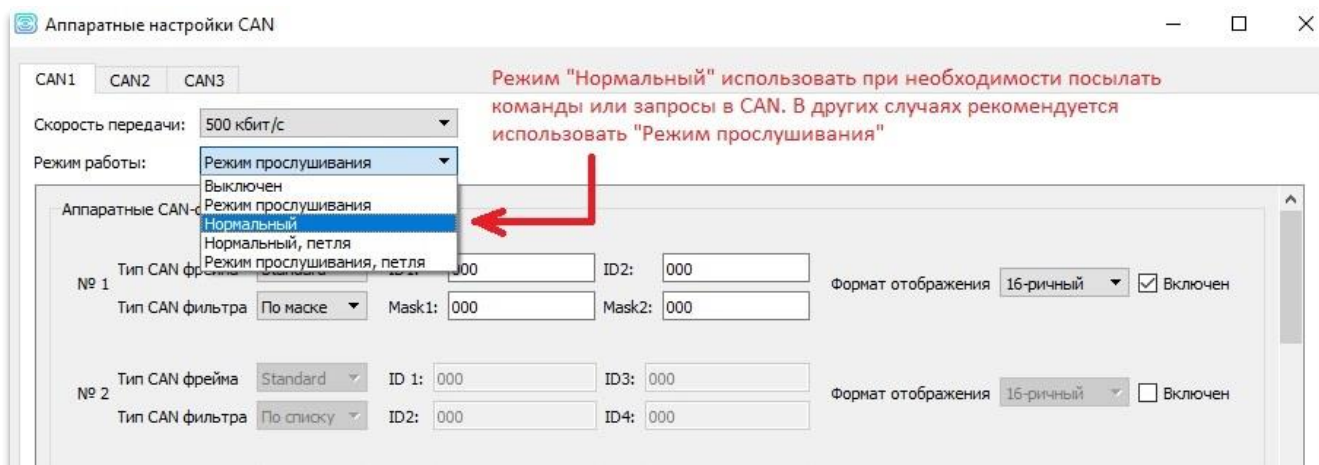 Аппаратные настройки CAN
CAN1 CAN2 CAN3
Режим "Нормальный" использовать при необходимости посылать
команды или запросы в CAN. В других случаях рекомендуется
использовать "Режим прослушивания"
Скорость передачи: 500 кбит/с
Режим работы: Режим прослушивания
Выключен
Режим прослушивания
Нормальный
Нормальный, петля
Режим прослушивания, петля
Аппаратные CAN-
№ 1
Тип CAN 000 ID2: 000
Тип CAN фильтра По маске Mask1: 000 Mask2: 000
Формат отображения 16-ричный Включен
№ 2
Тип CAN фрейма Standard ID 1: 000 ID3: 000
Тип CAN фильтра По списку ID2: 000 ID4: 000
Формат отображения 16-ричный Включен